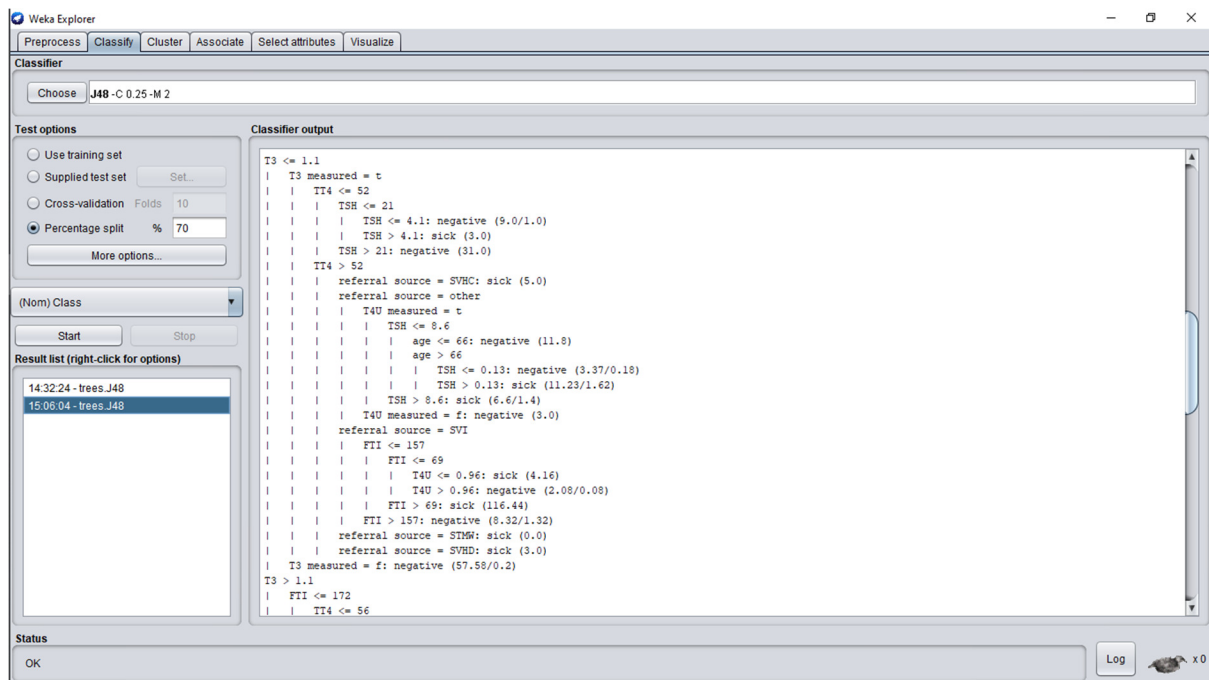 Weka Explorer
Preprocess Classify Cluster Associate Select attributes Visualize
Classifier
Choose J48 -C 0.25 -M 2
Test options
Use training set
Supplied test set Set...
Cross-validation Folds 10
Percentage split % 70
More options...
(Nom) Class
Start Stop
Result list (right-click for options)
14:32:24 - trees.J48
15:06:04 - trees.J48
Classifier output
T3 <= 1.1
| T3 measured = t
| | TT4 <= 52
| | | TSH <= 21
| | | | TSH <= 4.1: negative (9.0/1.0)
| | | | TSH > 4.1: sick (3.0)
| | | TSH > 21: negative (31.0)
| | TT4 > 52
| | | referral source = SVHC: sick (5.0)
| | | referral source = other
| | | | T4U measured = t
| | | | | TSH <= 8.6
| | | | | | age <= 66: negative (11.8)
| | | | | | age > 66
| | | | | | | TSH <= 0.13: negative (3.37/0.18)
| | | | | | | TSH > 0.13: sick (11.23/1.62)
| | | | | TSH > 8.6: sick (6.6/1.4)
| | | | T4U measured = f: negative (3.0)
| | | referral source = SVI
| | | | FTI <= 157
| | | | | FTI <= 69
| | | | | | T4U <= 0.96: sick (4.16)
| | | | | | T4U > 0.96: negative (2.08/0.08)
| | | | | FTI > 69: sick (116.44)
| | | | FTI > 157: negative (8.32/1.32)
| | | referral source = STMW: sick (0.0)
| | | referral source = SVHD: sick (3.0)
| T3 measured = f: negative (57.58/0.2)
T3 > 1.1
| FTI <= 172
| | TT4 <= 56
Status
OK
Log x 0